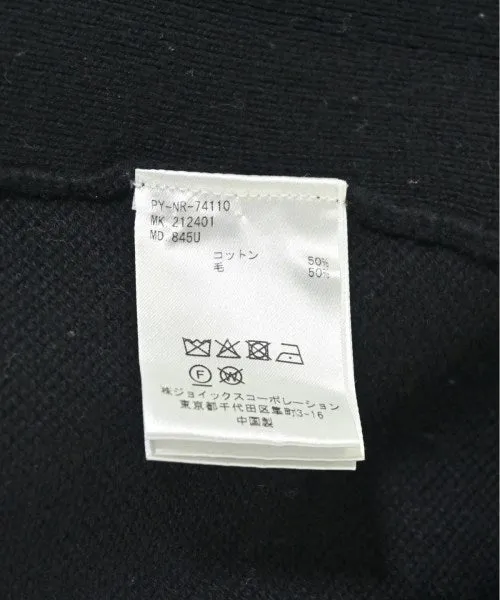 PY-NR-74110
MK 212401
MD 845U
コットン 50%
毛 50%
F W
株ジョイックスコーポレーション
東京都千代田区隼町3-16
中国製